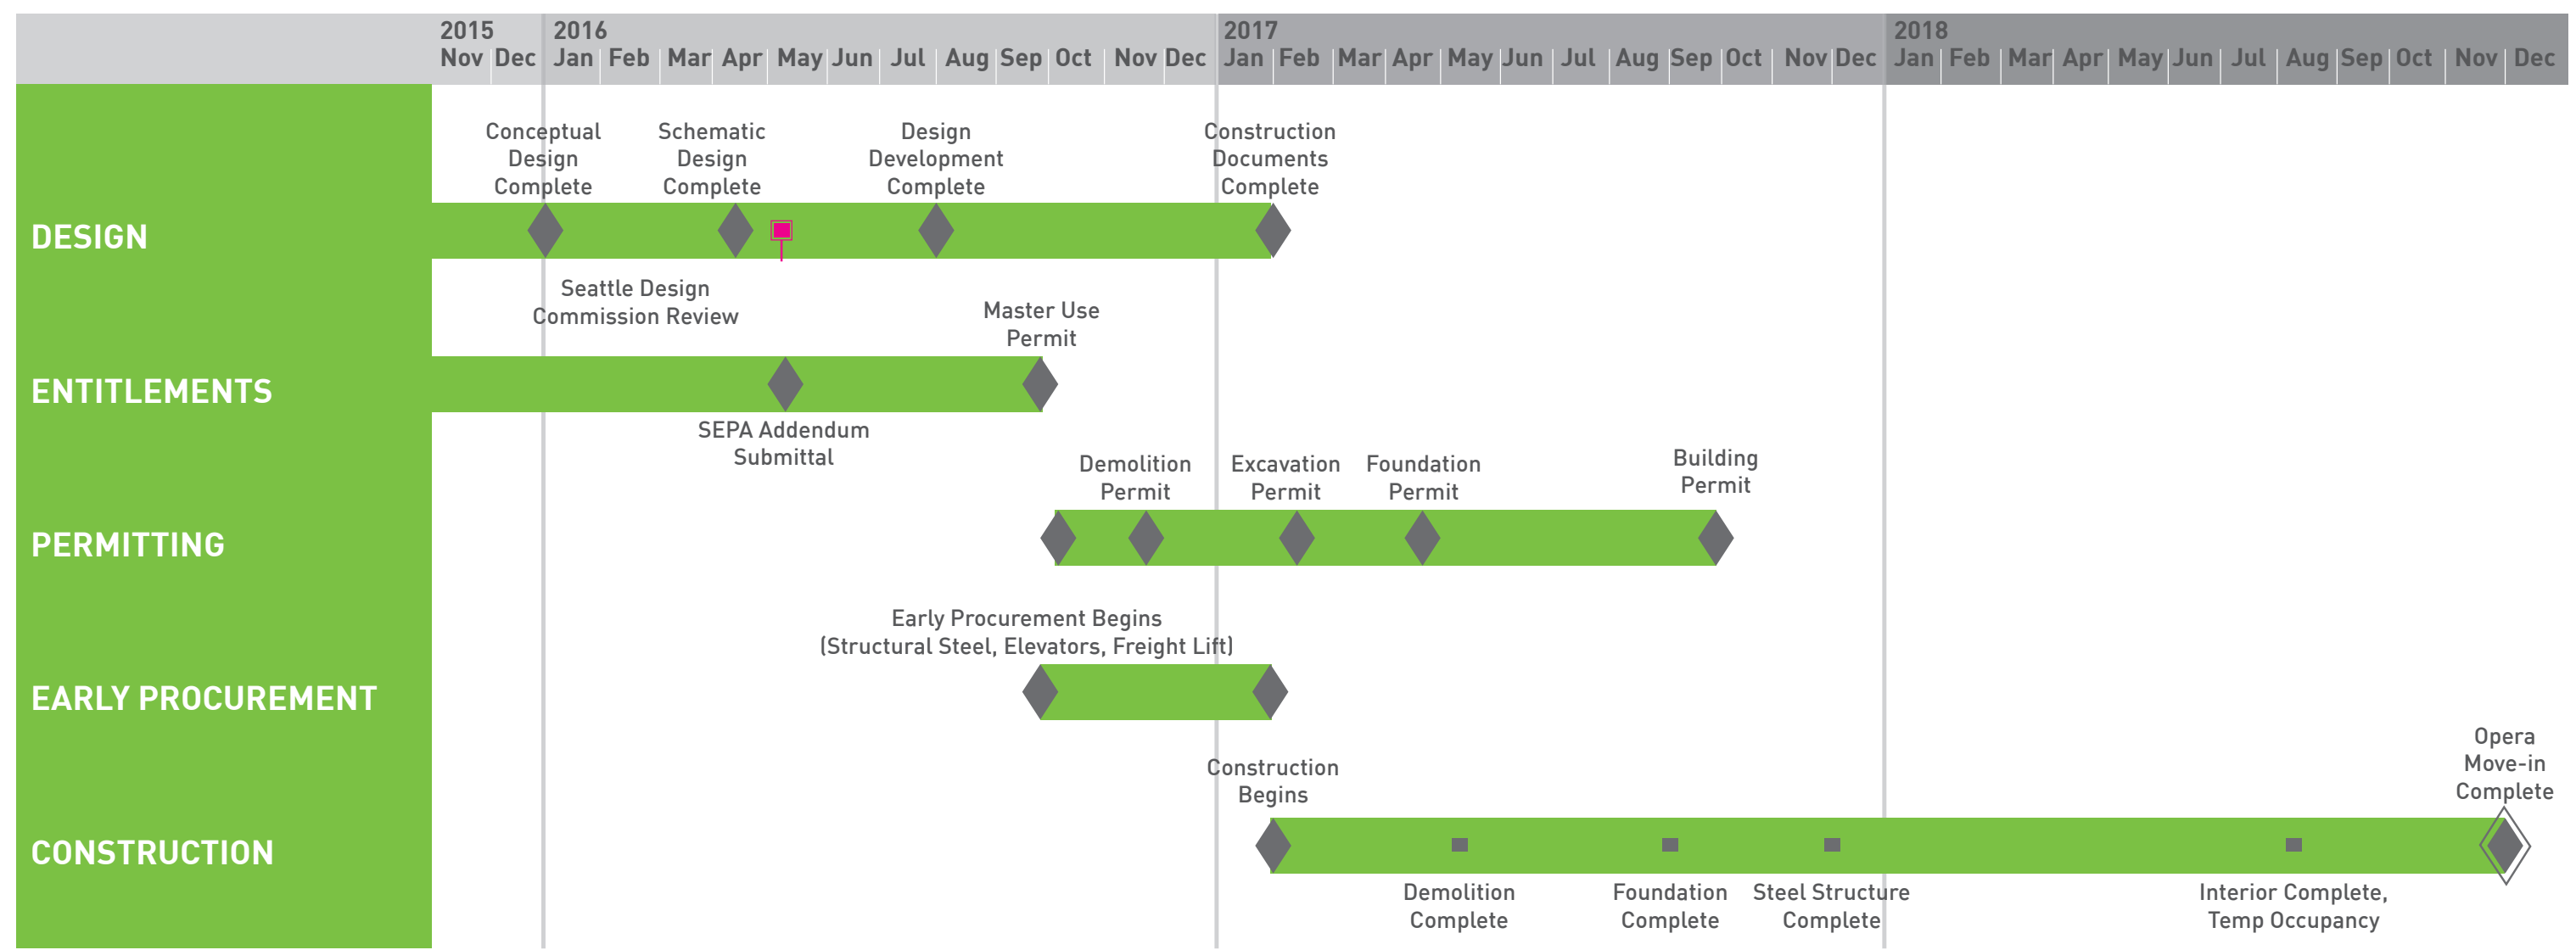 2015 2016 2017 2018
Nov Dec Jan Feb Mar Apr May Jun Jul Aug Sep Oct Nov Dec Jan Feb Mar Apr May Jun Jul Aug Sep Oct Nov Dec Jan Feb Mar Apr May Jun Jul Aug Sep Oct Nov Dec
DESIGN
Conceptual
Design
Complete
Schematic
Design
Complete
Design
Development
Complete
Construction
Documents
Complete
Seattle Design
Commission Review
ENTITLEMENTS
Master Use
Permit
SEPA Addendum
Submittal
PERMITTING
Demolition
Permit
Excavation
Permit
Foundation
Permit
Building
Permit
EARLY PROCUREMENT
Early Procurement Begins
(Structural Steel, Elevators, Freight Lift)
CONSTRUCTION
Construction
Begins
Opera
Move-in
Complete
Demolition
Complete
Foundation
Complete
Steel Structure
Complete
Interior Complete,
Temp Occupancy